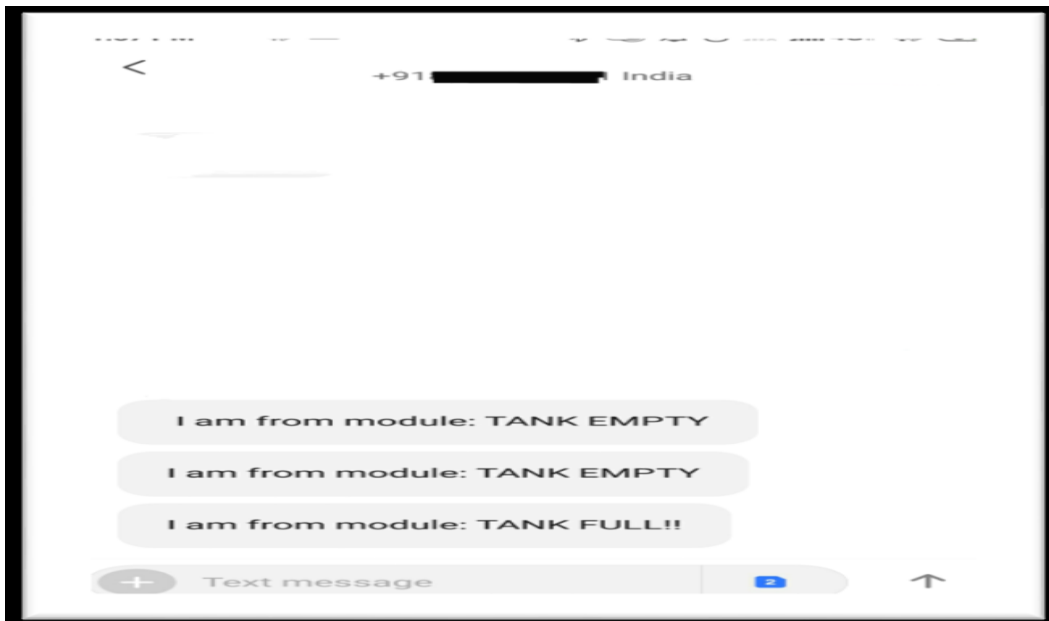 +91
India
I am from module: TANK EMPTY
I am from module: TANK EMPTY
I am from module: TANK FULL!!
Text message
2